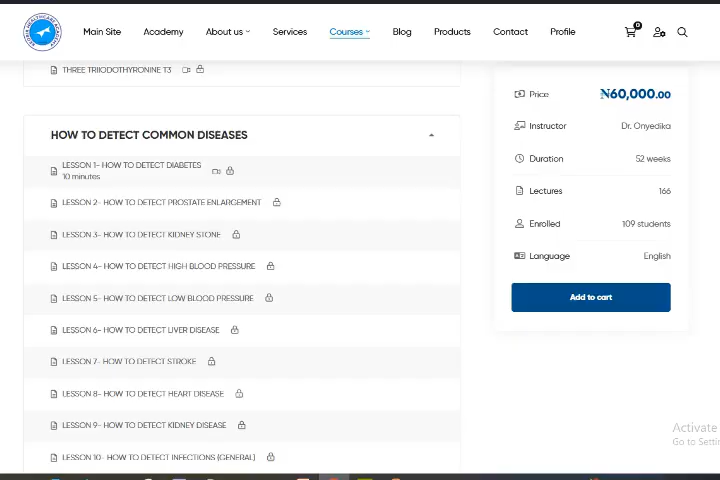 Main Site
Academy
About us
Services
Courses
Blog
Products
Contact
Profile
0
THREE TRIIODOTHYRONINE T3
HOW TO DETECT COMMON DISEASES
LESSON 1- HOW TO DETECT DIABETES
10 minutes
LESSON 2- HOW TO DETECT PROSTATE ENLARGEMENT
LESSON 3- HOW TO DETECT KIDNEY STONE
LESSON 4- HOW TO DETECT HIGH BLOOD PRESSURE
LESSON 5- HOW TO DETECT LOW BLOOD PRESSURE
LESSON 6- HOW TO DETECT LIVER DISEASE
LESSON 7- HOW TO DETECT STROKE
LESSON 8- HOW TO DETECT HEART DISEASE
LESSON 9- HOW TO DETECT KIDNEY DISEASE
LESSON 10- HOW TO DETECT INFECTIONS (GENERAL)
Price ₦60,000.00
Instructor Dr. Onyedika
Duration 52 weeks
Lectures 166
Enrolled 109 students
Language English
Add to cart
Activate
Go to Settin